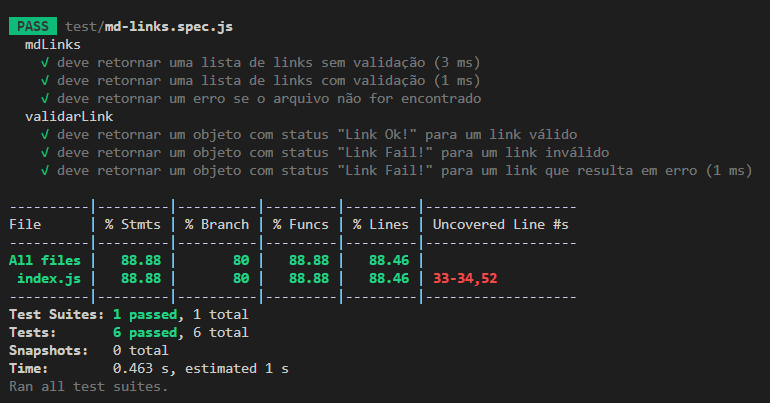 PASS test/md-links.spec.js
mdLinks
√ deve retornar uma lista de links sem validação (3 ms)
√ deve retornar uma lista de links com validação (1 ms)
√ deve retornar um erro se o arquivo não for encontrado
validarLink
√ deve retornar um objeto com status "Link Ok!" para um link válido
√ deve retornar um objeto com status "Link Fail!" para um link inválido
√ deve retornar um objeto com status "Link Fail!" para um link que resulta em erro (1 ms)
----------|---------|----------|---------|---------|-------------------
File      | % Stmts | % Branch | % Funcs | % Lines | Uncovered Line #s
----------|---------|----------|---------|---------|-------------------
All files |   88.88 |       80 |   88.88 |   88.46 |
 index.js |   88.88 |       80 |   88.88 |   88.46 | 33-34,52
----------|---------|----------|---------|---------|-------------------
Test Suites: 1 passed, 1 total
Tests:       6 passed, 6 total
Snapshots:   0 total
Time:        0.463 s, estimated 1 s
Ran all test suites.